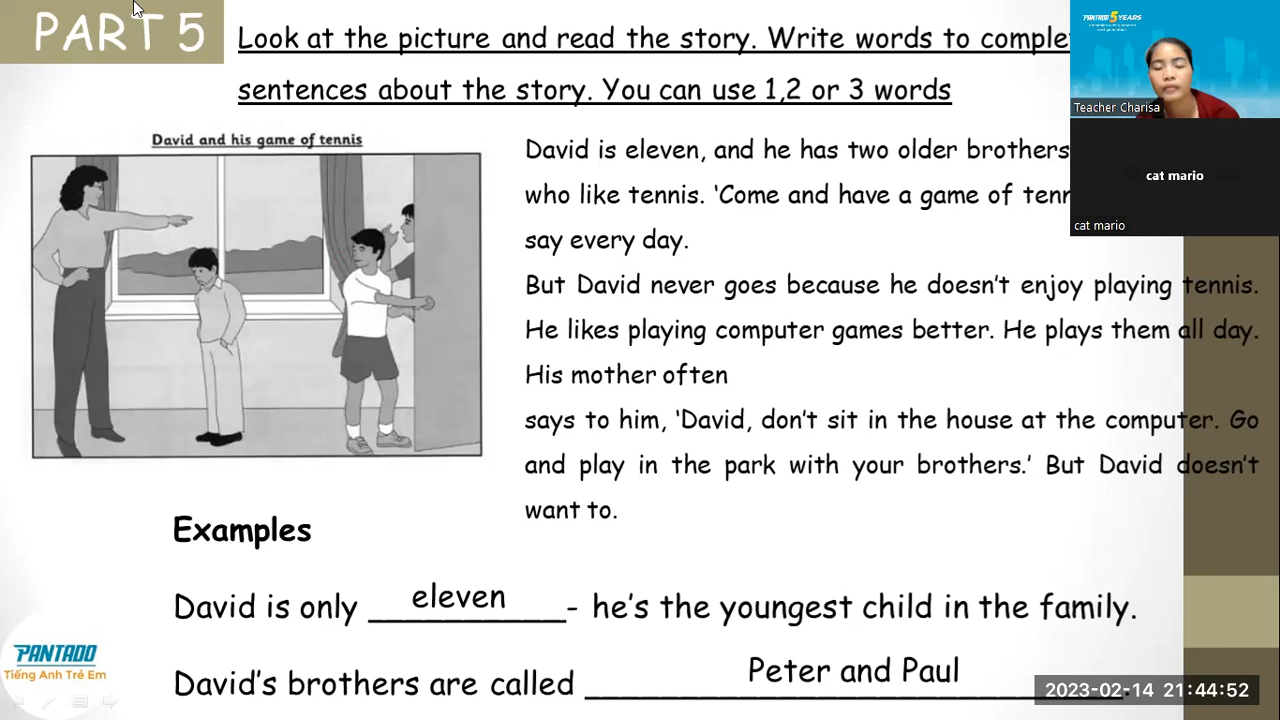 PART 5
Look at the picture and read the story. Write words to comple
sentences about the story. You can use 1,2 or 3 words
PANTADO 5 YEARS
Teacher Charisa
cat mario
cat mario
David and his game of tennis
David is eleven, and he has two older brothers
who like tennis. ‘Come and have a game of tenn
say every day.
But David never goes because he doesn’t enjoy playing tennis.
He likes playing computer games better. He plays them all day.
His mother often
says to him, ‘David, don’t sit in the house at the computer. Go
and play in the park with your brothers.’ But David doesn’t
want to.
Examples
David is only eleven - he’s the youngest child in the family.
David’s brothers are called Peter and Paul
PANTADO
Tiếng Anh Trẻ Em
2023-02-14 21:44:52